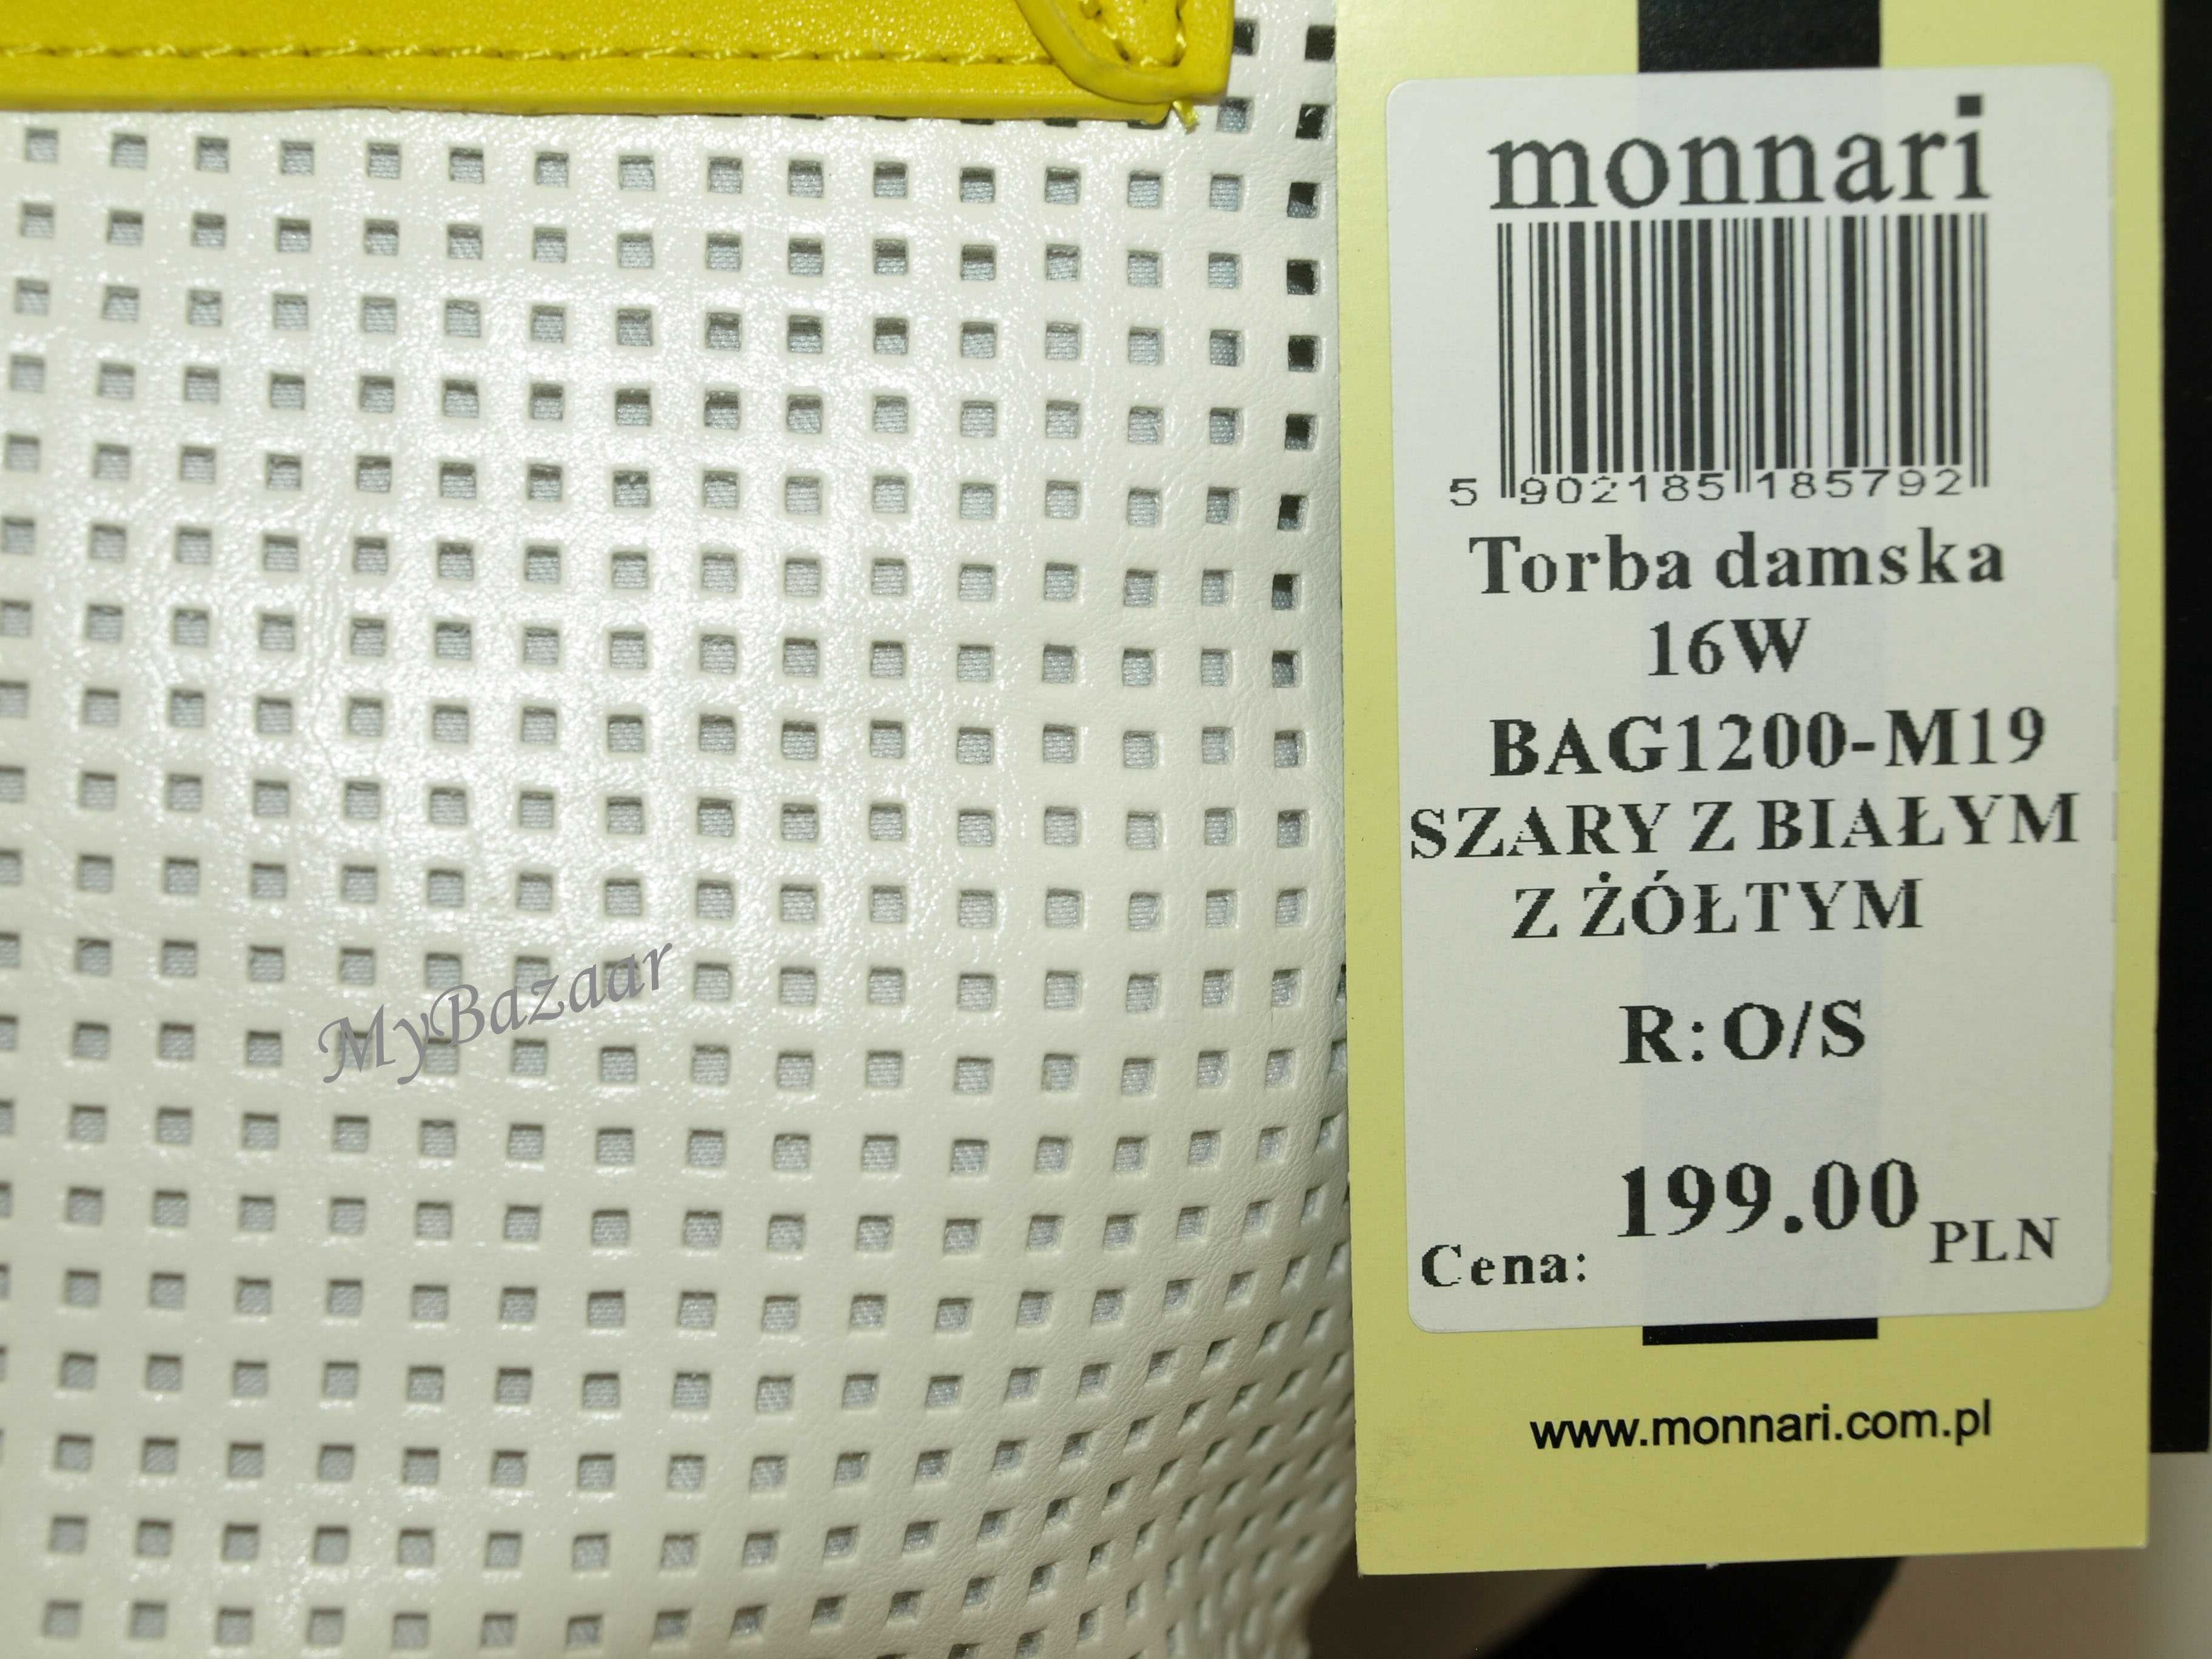 monnari
5 902185 185792
Torba damska
16W
BAG1200-M19
SZARY Z BIAŁYM
Z ŻÓŁTYM
R: O/S
Cena: 199.00 PLN
www.monnari.com.pl
MyBazaar